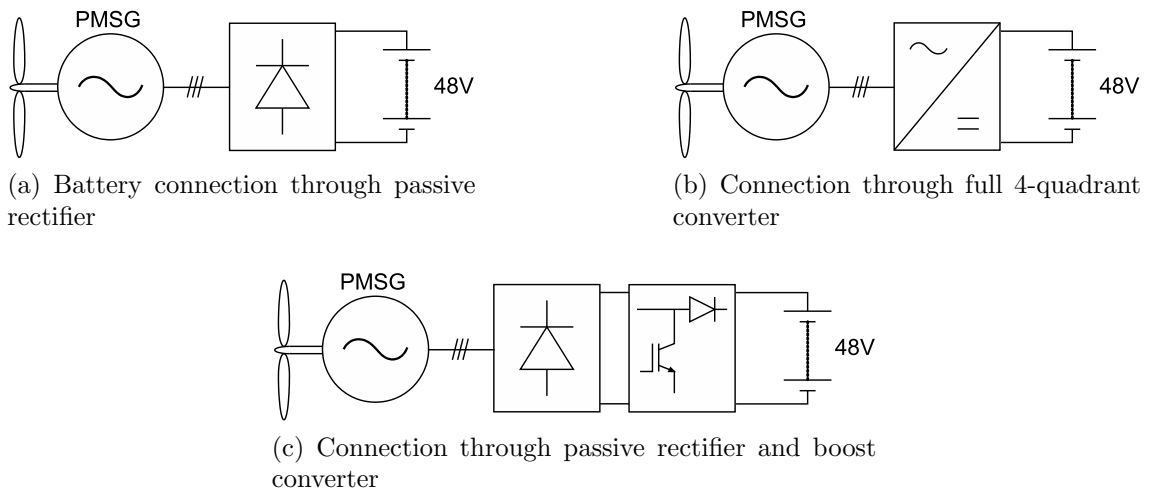 PMSG
48V
(a) Battery connection through passive
rectifier
PMSG
48V
(b) Connection through full 4-quadrant
converter
PMSG
48V
(c) Connection through passive rectifier and boost
converter